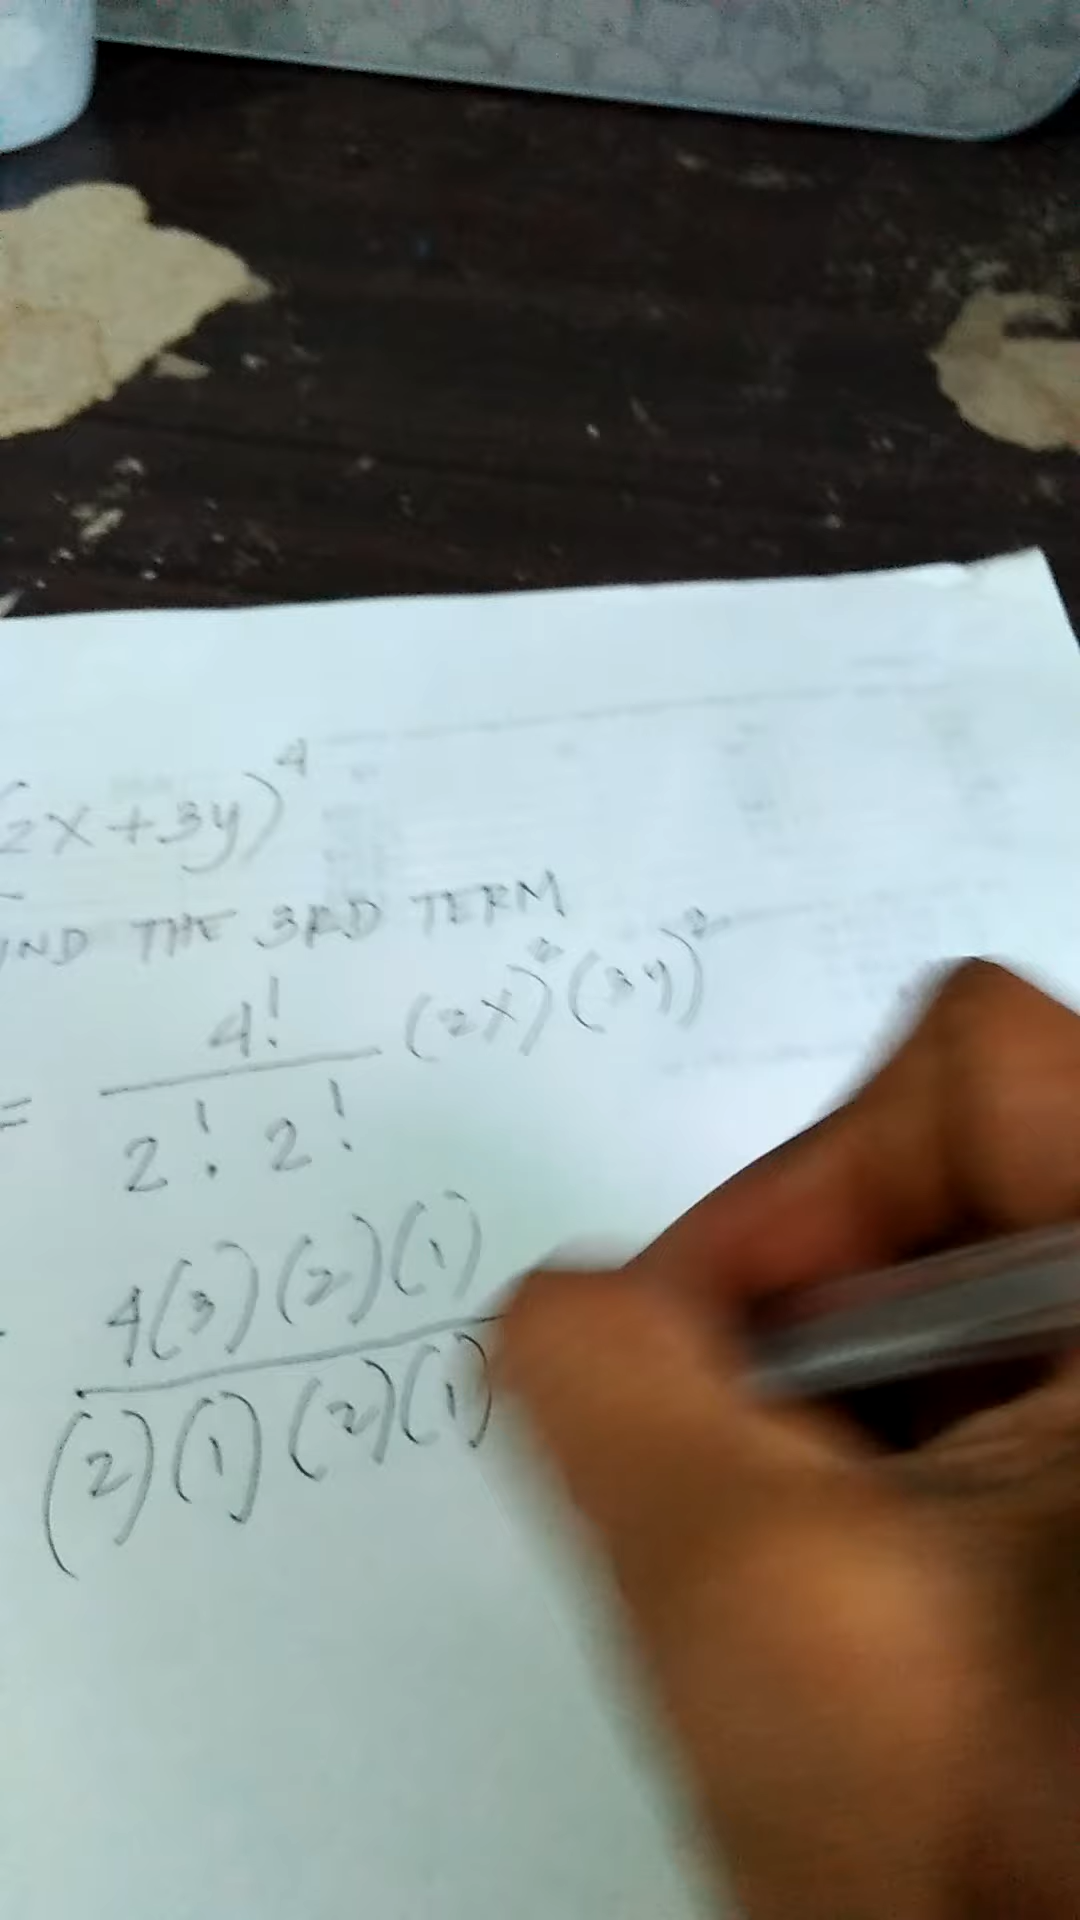 (2x+3y)^4
IND THE 3RD TERM
= 4! / 2! 2! (2x)^2 (3y)^2
4(3)(2)(1) / (2)(1)(2)(1)